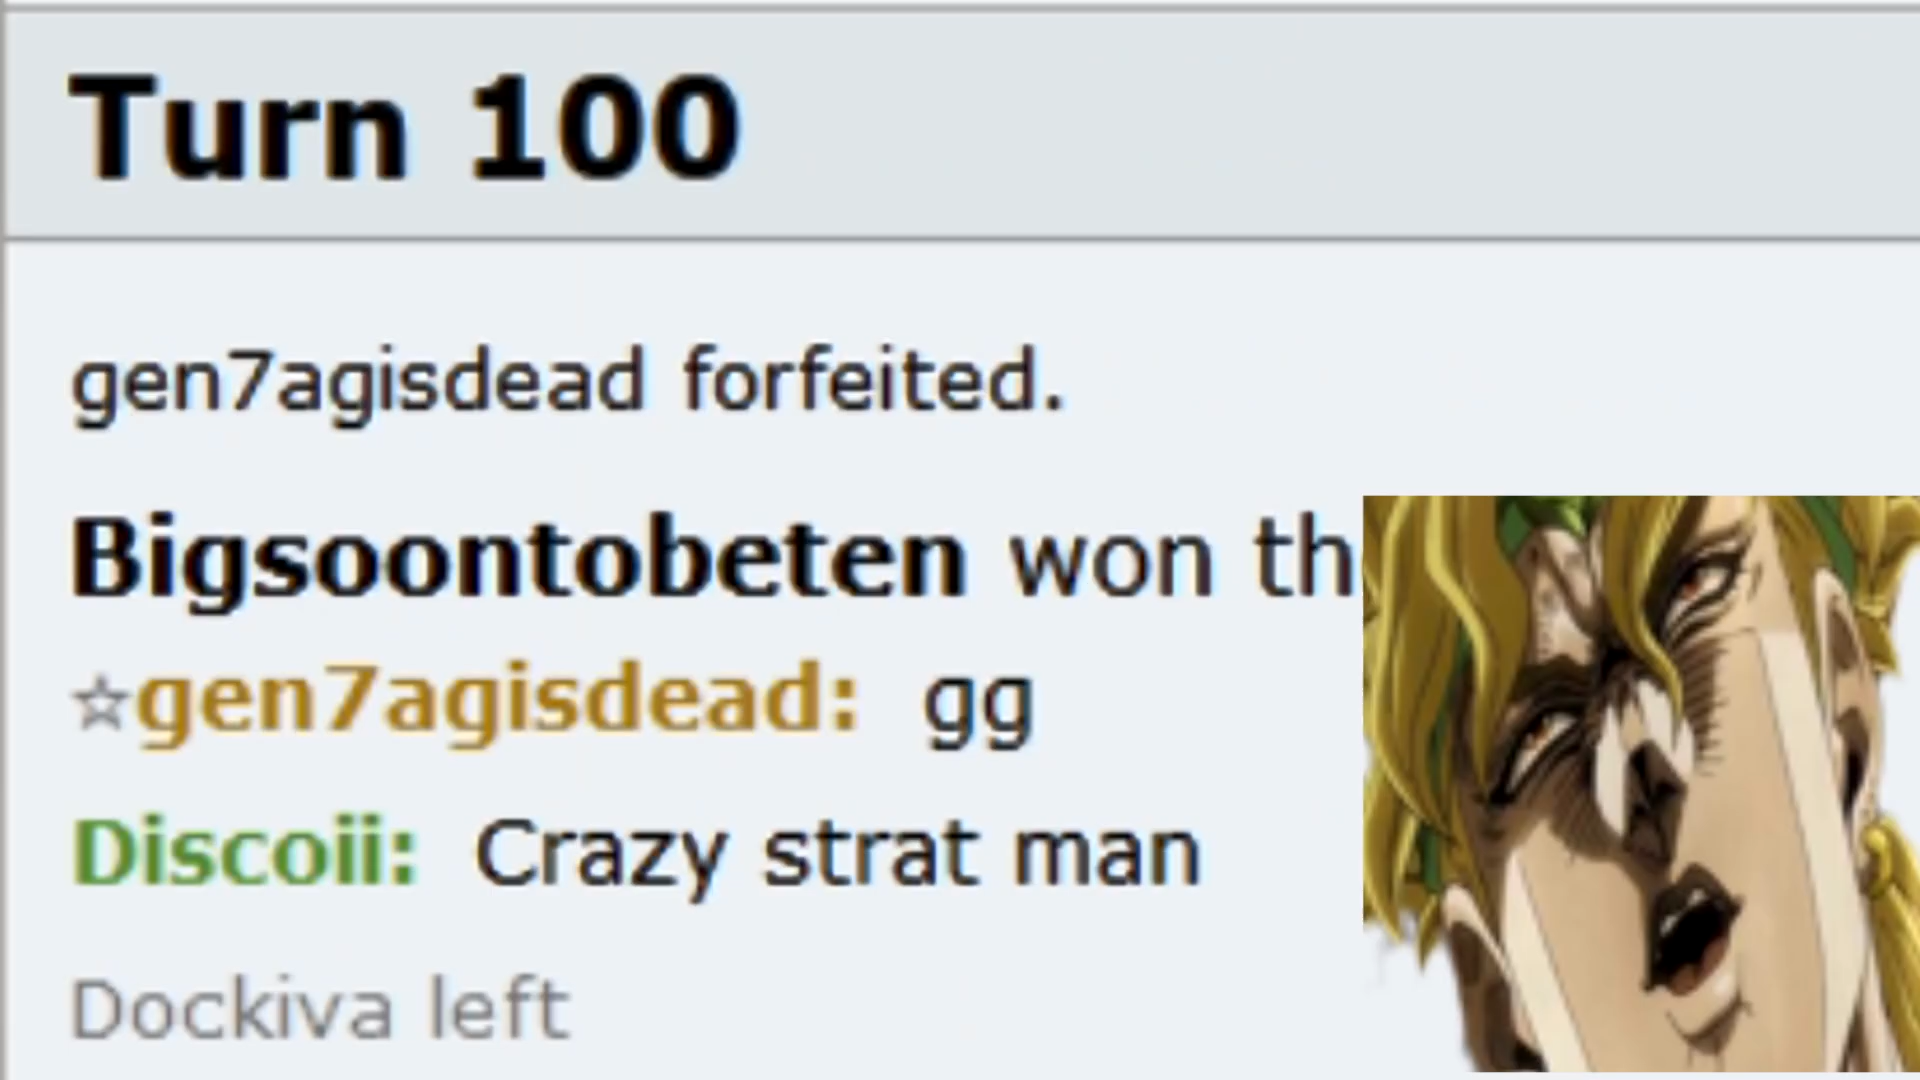 Turn 100
gen7agisdead forfeited.
Bigsoontobeten won th
☆gen7agisdead: gg
Discoii: Crazy strat man
Dockiva left